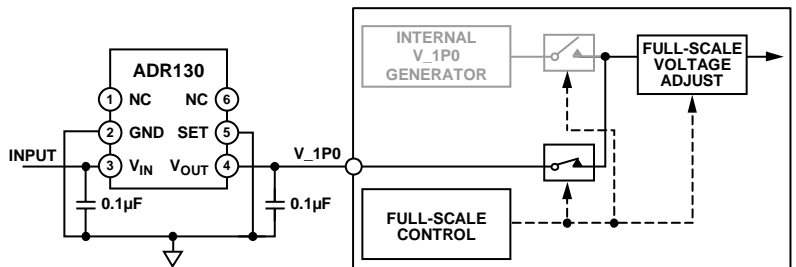 ADR130
1 NC
NC 6
2 GND
SET 5
INPUT
3 VIN
VOUT 4
0.1µF
0.1µF
V_1P0
INTERNAL
V_1P0
GENERATOR
FULL-SCALE
VOLTAGE
ADJUST
FULL-SCALE
CONTROL